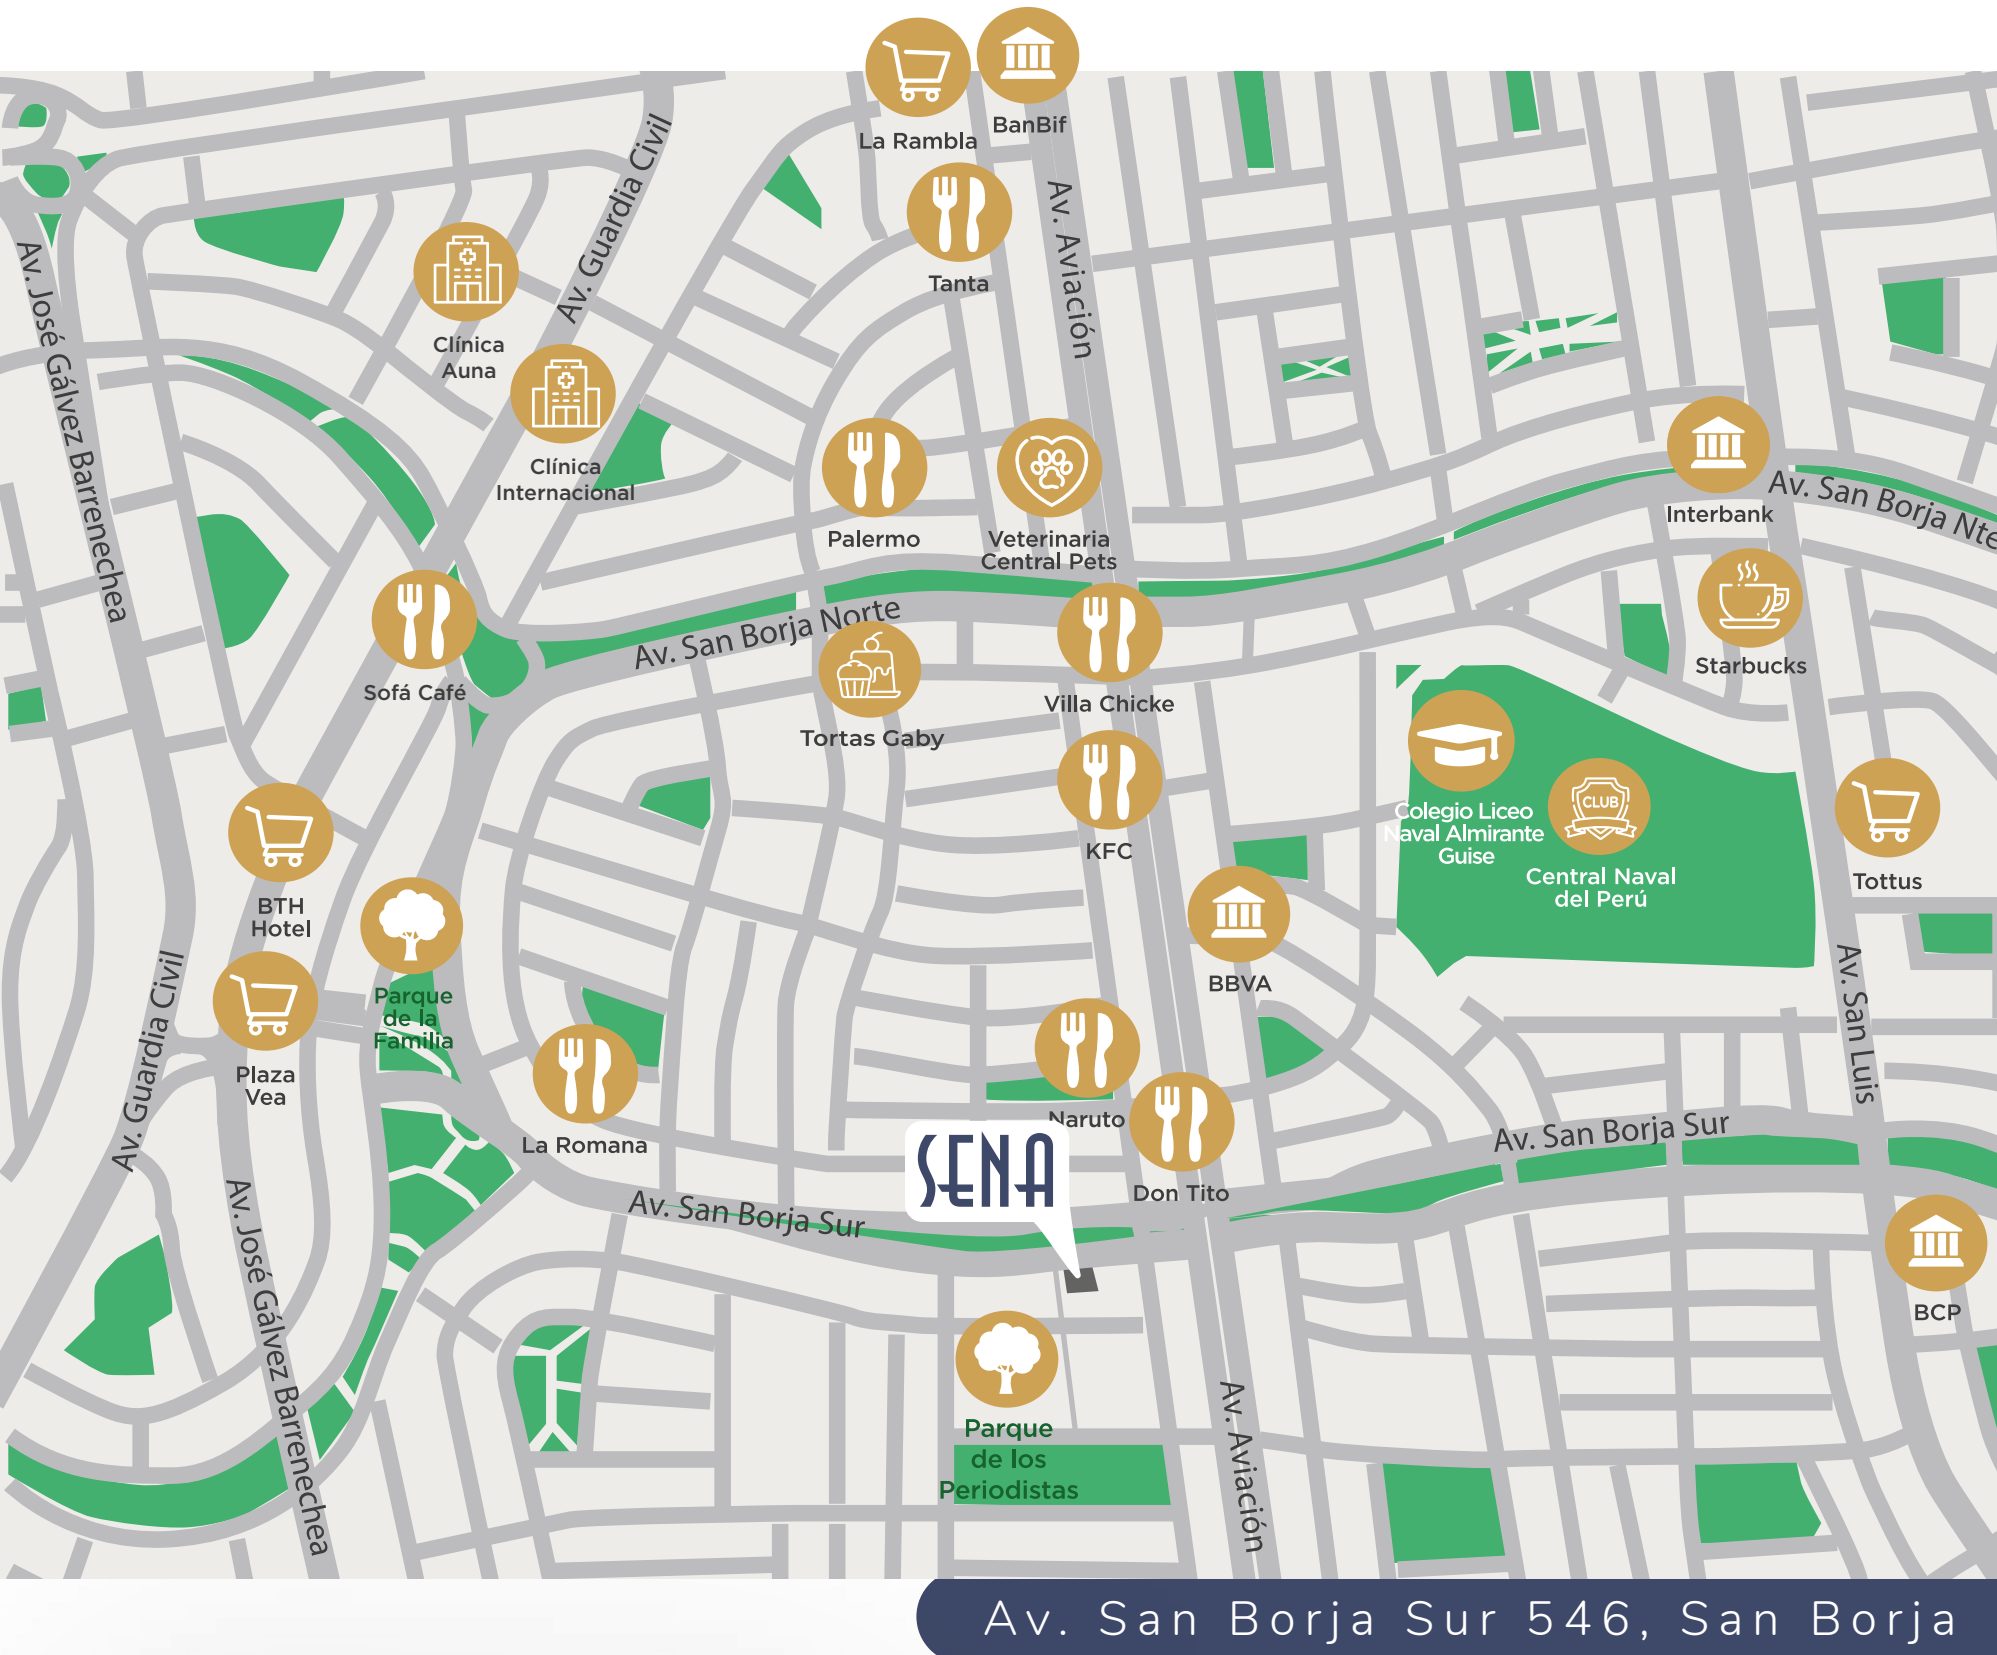 La Rambla
BanBif
Tanta
Av. Guardia Civil
Av. Aviación
Av. José Gálvez Barrenechea
Clínica
Auna
Clínica
Internacional
Palermo
Veterinaria
Central Pets
Interbank
Av. San Borja Nte
Av. San Borja Norte
Sofá Café
Tortas Gaby
Villa Chicke
Starbucks
KFC
Colegio Liceo
Naval Almirante
Guise
CLUB
Central Naval
del Perú
Tottus
BTH
Hotel
Parque
de la
Familia
BBVA
Av. Guardia Civil
Plaza
Vea
Av. San Luis
La Romana
Naruto
Av. San Borja Sur
SENA
Don Tito
Av. San Borja Sur
Av. José Gálvez Barrenechea
BCP
Parque
de los
Periodistas
Av. Aviación
Av. San Borja Sur 546, San Borja